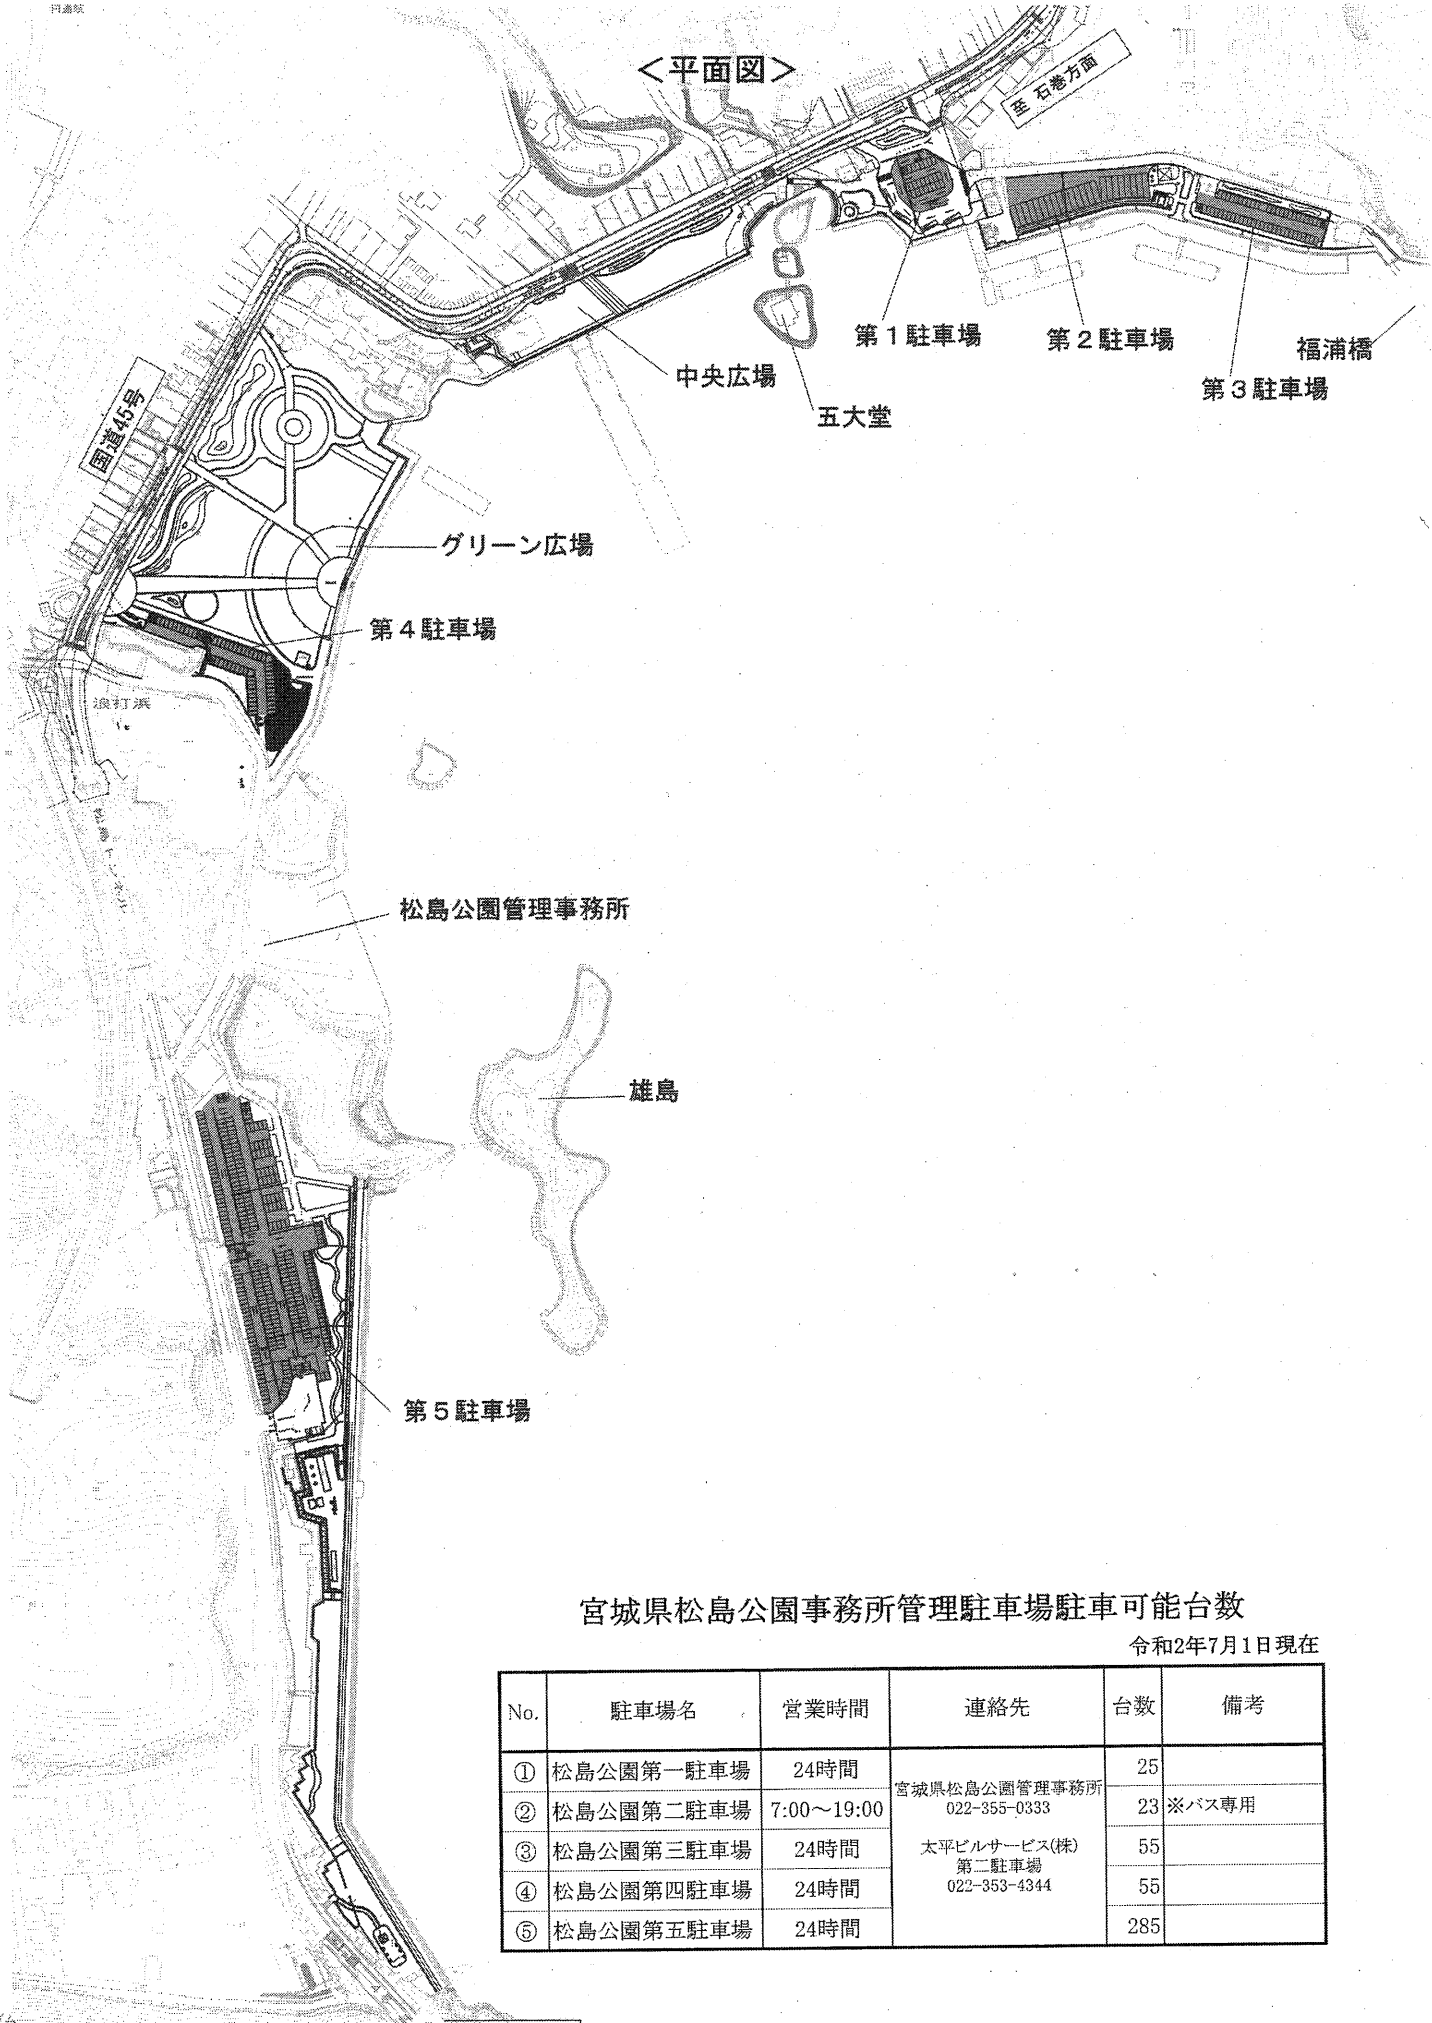 <平面図>
至 石巻方面
第1駐車場
第2駐車場
第3駐車場
福浦橋
中央広場
五大堂
国道45号
グリーン広場
第4駐車場
浪打浜
松島公園管理事務所
雄島
第5駐車場
宮城県松島公園事務所管理駐車場駐車可能台数
令和2年7月1日現在
No. 駐車場名 営業時間 連絡先 台数 備考
① 松島公園第一駐車場 24時間 25
② 松島公園第二駐車場 7:00～19:00 23 ※バス専用
③ 松島公園第三駐車場 24時間 55
④ 松島公園第四駐車場 24時間 55
⑤ 松島公園第五駐車場 24時間 285
宮城県松島公園管理事務所
022-355-0333
太平ビルサービス(株)
第二駐車場
022-353-4344